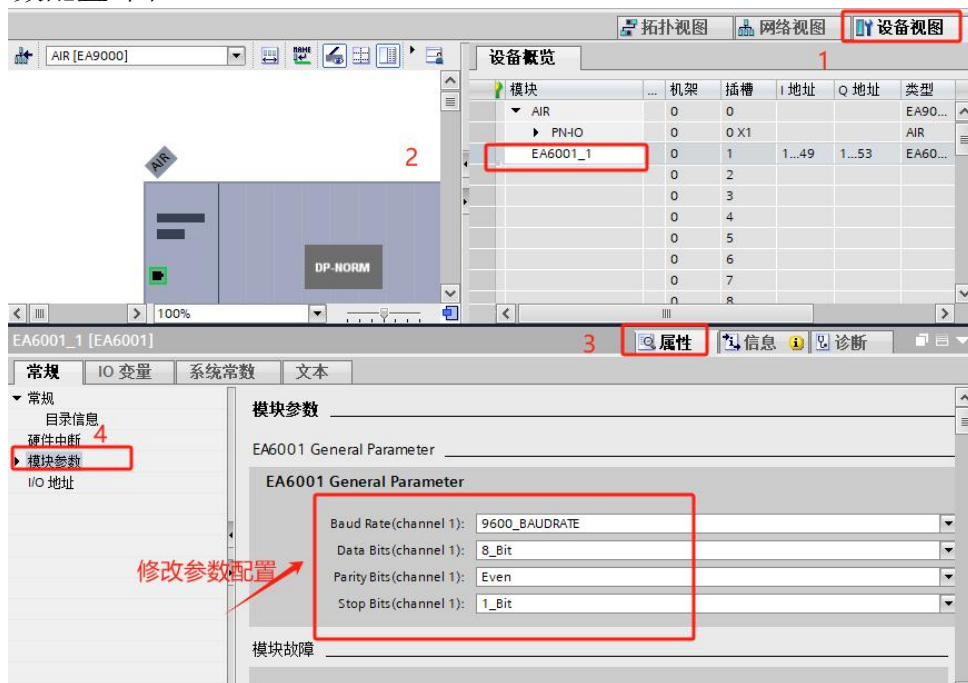 拓扑视图 网络视图 设备视图
AIR [EA9000]
设备概览
1
模块 ... 机架 插槽 I 地址 Q 地址 类型
AIR 0 0 EA90...
PN-IO 0 0 X1 AIR
EA6001_1 0 1 1...49 1...53 EA60...
0 2
0 3
0 4
0 5
0 6
0 7
0 8
AIR
2
DP-NORM
100%
EA6001_1 [EA6001]
3
属性 信息 诊断
常规 IO 变量 系统常数 文本
常规
目录信息
硬件中断
4
模块参数
I/O 地址
模块参数
EA6001 General Parameter
EA6001 General Parameter
Baud Rate(channel 1): 9600_BAUDRATE
Data Bits(channel 1): 8_Bit
Parity Bits(channel 1): Even
Stop Bits(channel 1): 1_Bit
修改参数配置
模块故障